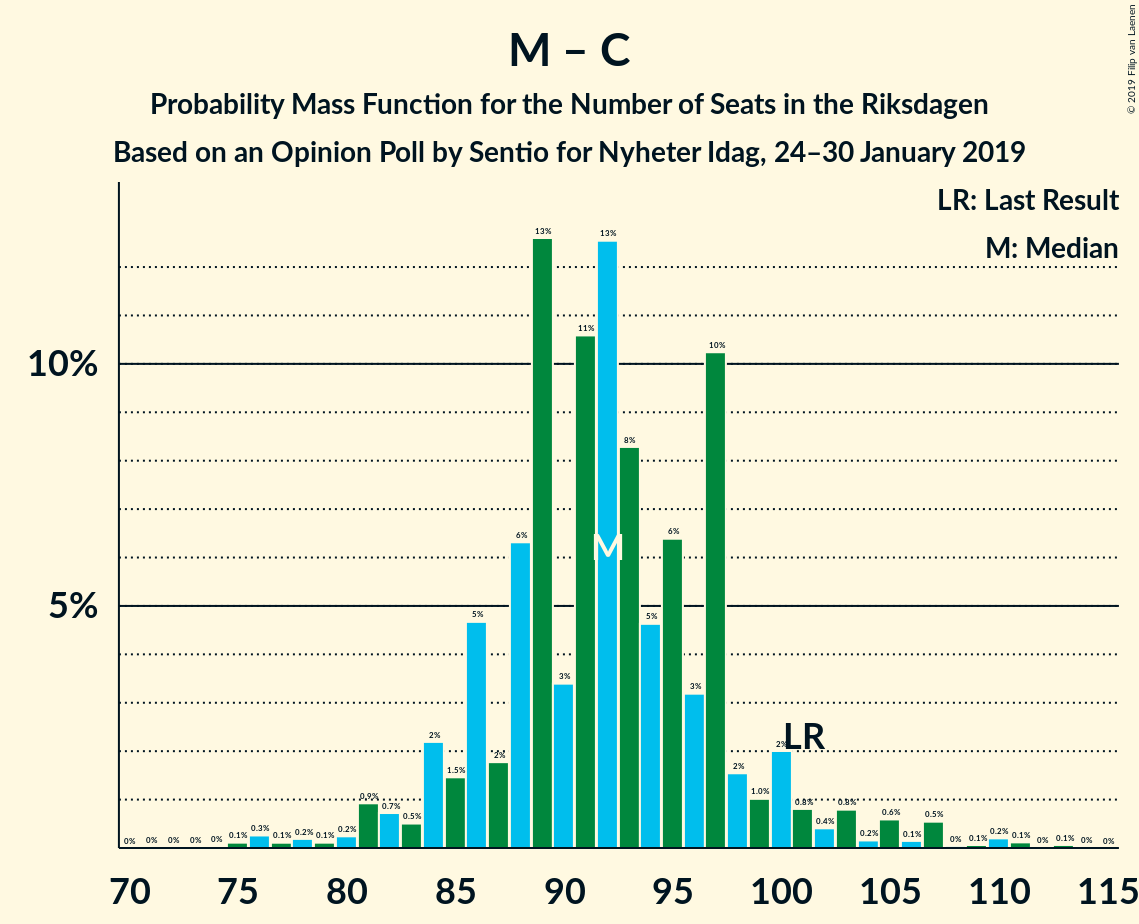 M – C
Probability Mass Function for the Number of Seats in the Riksdagen
Based on an Opinion Poll by Sentio for Nyheter Idag, 24–30 January 2019
© 2019 Filip van Laenen
LR: Last Result
M: Median
10%
5%
0% 0% 0% 0% 0% 0.1% 0.3% 0.1% 0.2% 0.1% 0.2% 0.9% 0.7% 0.5% 2% 1.5% 5% 2% 6% 13% 3% 11% 13% 8% 5% 6% 3% 10% 2% 1.0% 2% 0.8% 0.4% 0.8% 0.2% 0.6% 0.1% 0.5% 0% 0.1% 0.2% 0.1% 0% 0.1% 0% 0%
M
LR
70 75 80 85 90 95 100 105 110 115